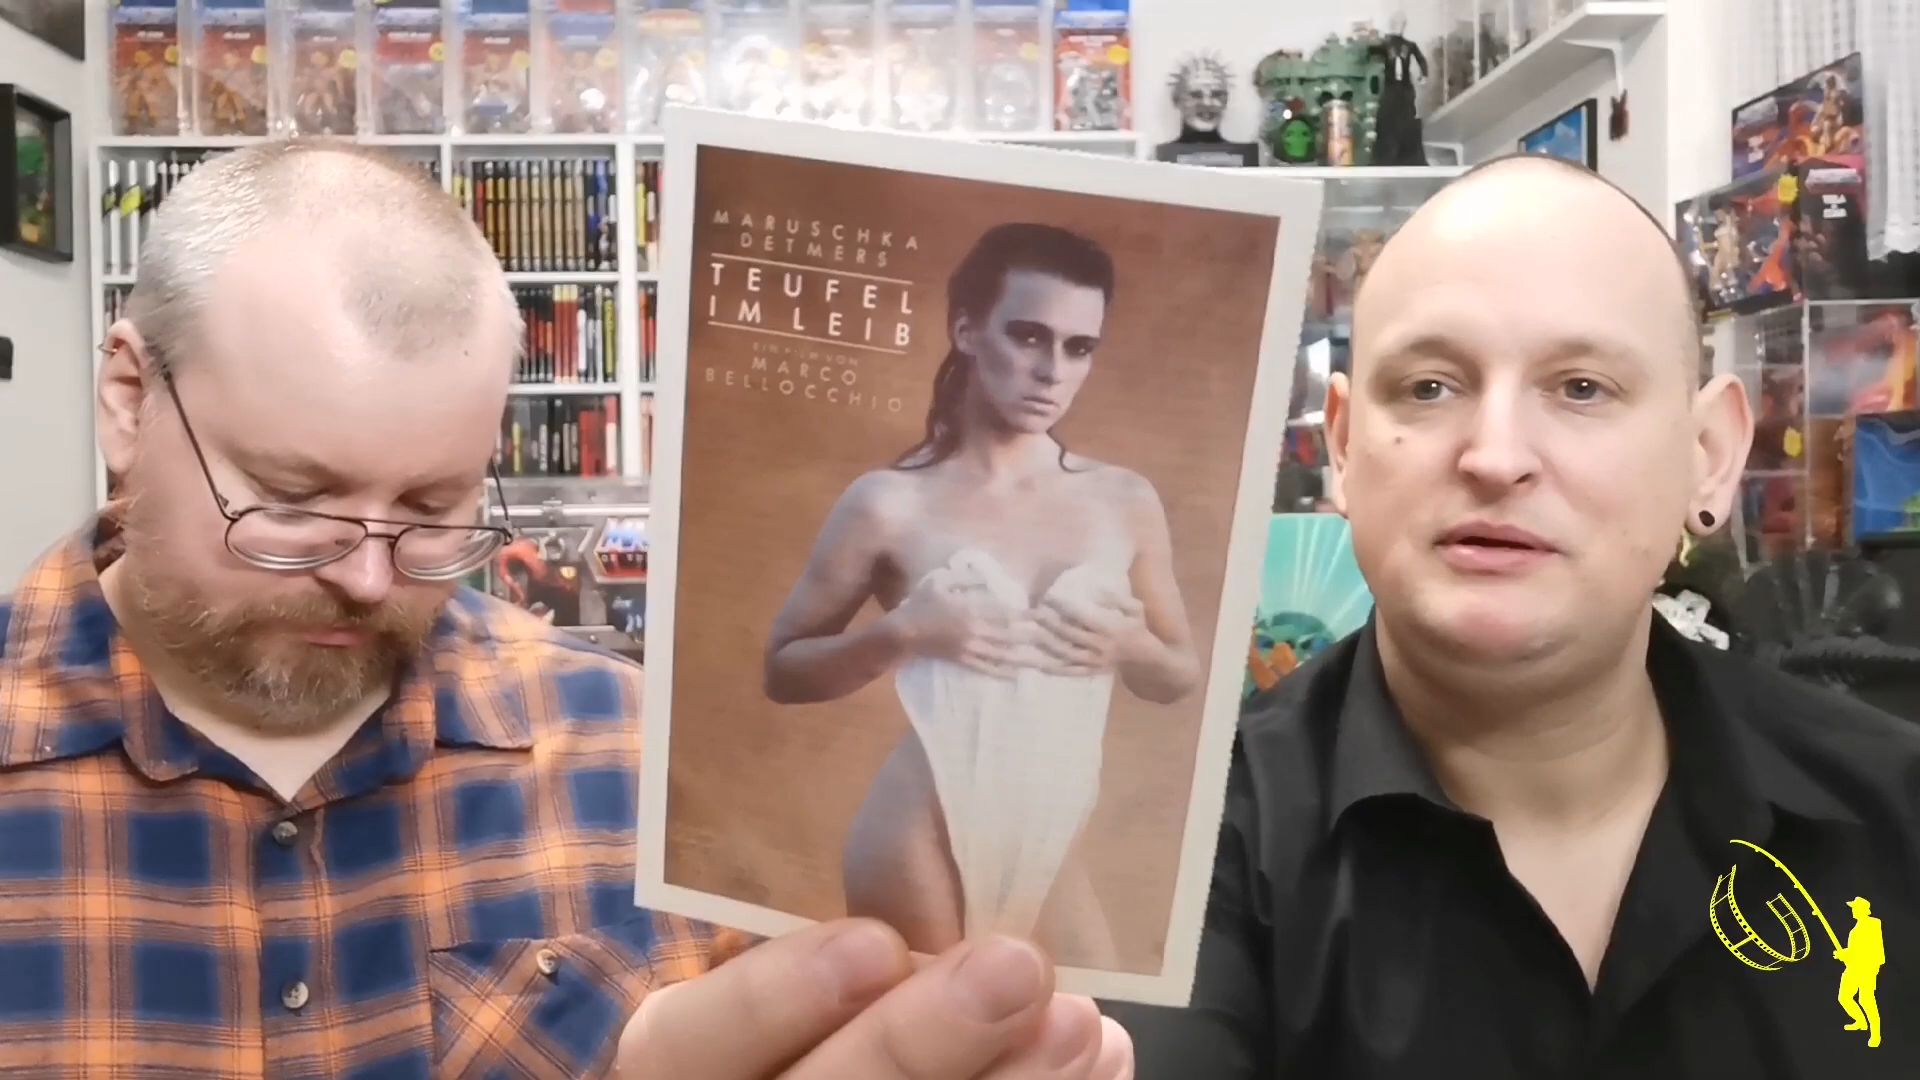 MARUSCHKA
DETMERS
TEUFEL
IM LEIB
EIN FILM VON
MARCO
BELLOCCHIO